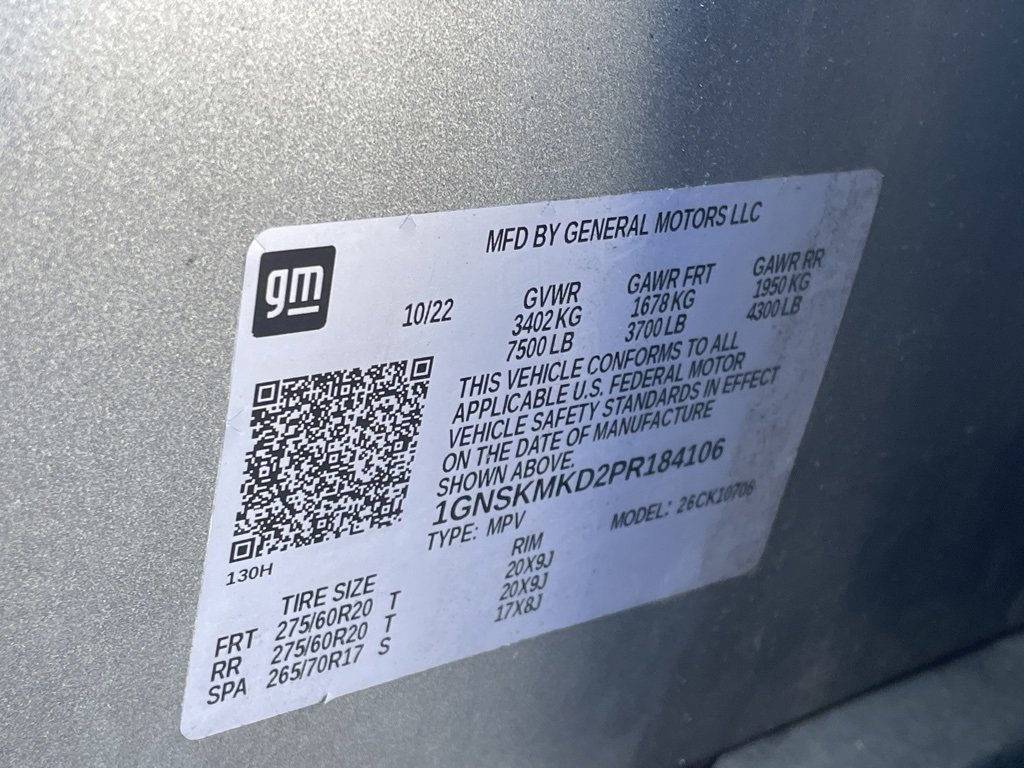 gm
MFD BY GENERAL MOTORS LLC
10/22
GVWR GAWR FRT GAWR RR
3402 KG 1678 KG 1950 KG
7500 LB 3700 LB 4300 LB
THIS VEHICLE CONFORMS TO ALL
APPLICABLE U.S. FEDERAL MOTOR
VEHICLE SAFETY STANDARDS IN EFFECT
ON THE DATE OF MANUFACTURE
SHOWN ABOVE.
1GNSKMKD2PR184106
TYPE: MPV MODEL: 26CK10706
130H
TIRE SIZE RIM
FRT 275/60R20 T 20X9J
RR 275/60R20 T 20X9J
SPA 265/70R17 S 17X8J